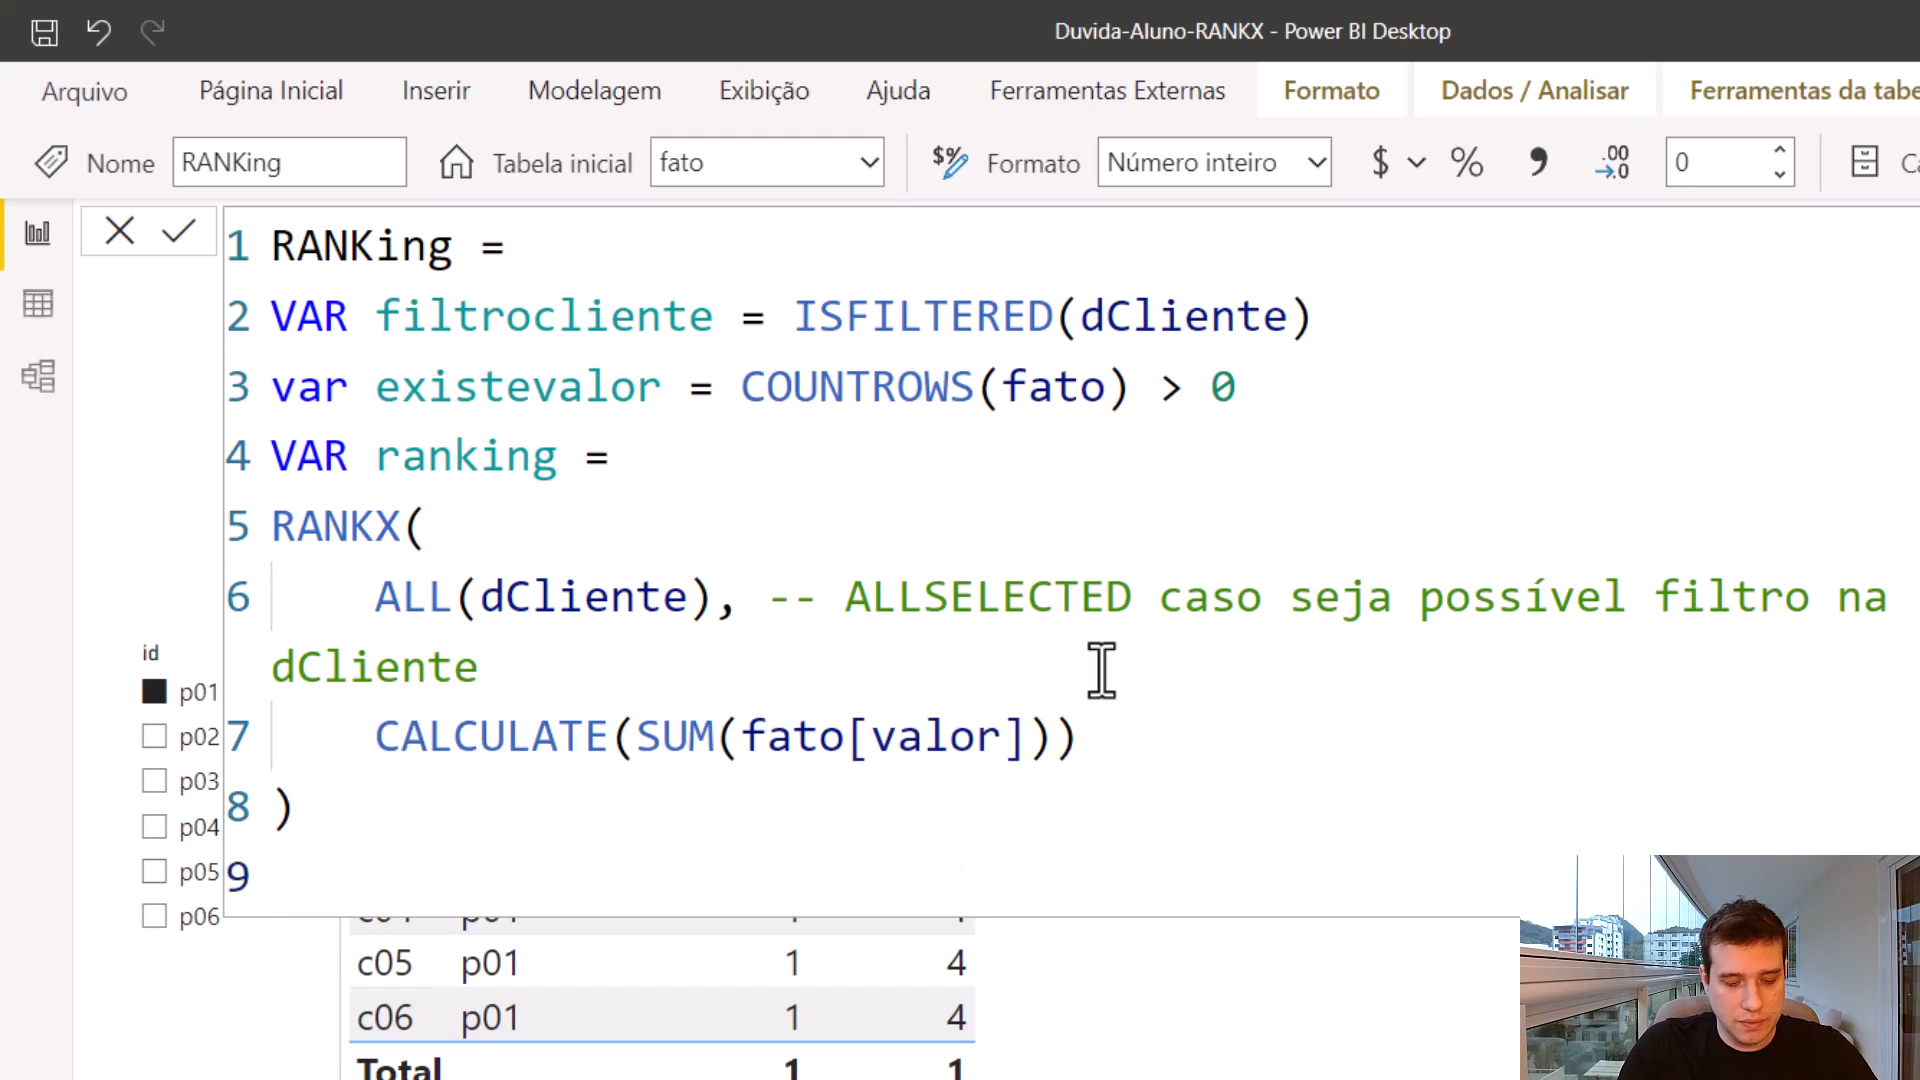 Duvida-Aluno-RANKX - Power BI Desktop
Arquivo Página Inicial Inserir Modelagem Exibição Ajuda Ferramentas Externas Formato Dados / Analisar Ferramentas da tabe
Nome RANKing Tabela inicial fato $% Formato Número inteiro $ % 9 .00 →.0 0
1 RANKing =
2 VAR filtrocliente = ISFILTERED(dCliente)
3 var existevalor = COUNTROWS(fato) > 0
4 VAR ranking =
5 RANKX(
6 ALL(dCliente), -- ALLSELECTED caso seja possível filtro na
dCliente
7 CALCULATE(SUM(fato[valor]))
8 )
9
id
p01
p02
p03
p04
p05
p06
c05 p01 1 4
c06 p01 1 4
Total 1 1